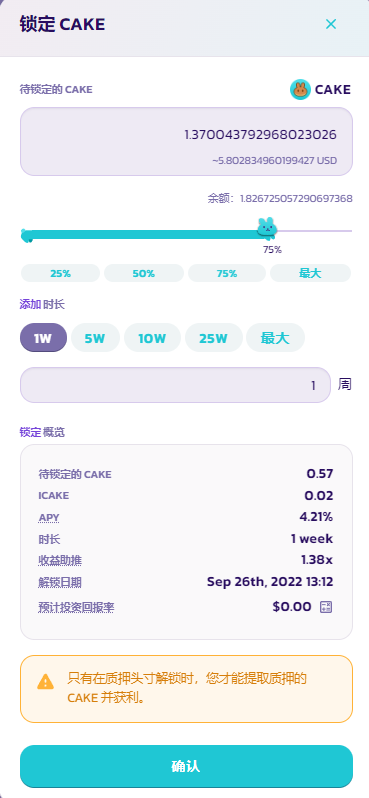 锁定 CAKE
待锁定的 CAKE
CAKE
1.370043792968023026
~5.802834960199427 USD
余额：1.826725057290697368
75%
25% 50% 75% 最大
添加 时长
1W 5W 10W 25W 最大
1 周
锁定 概览
待锁定的 CAKE 0.57
ICAKE 0.02
APY 4.21%
时长 1 week
收益助推 1.38x
解锁日期 Sep 26th, 2022 13:12
预计投资回报率 $0.00
只有在质押头寸解锁时，您才能提取质押的
CAKE 并获利。
确认